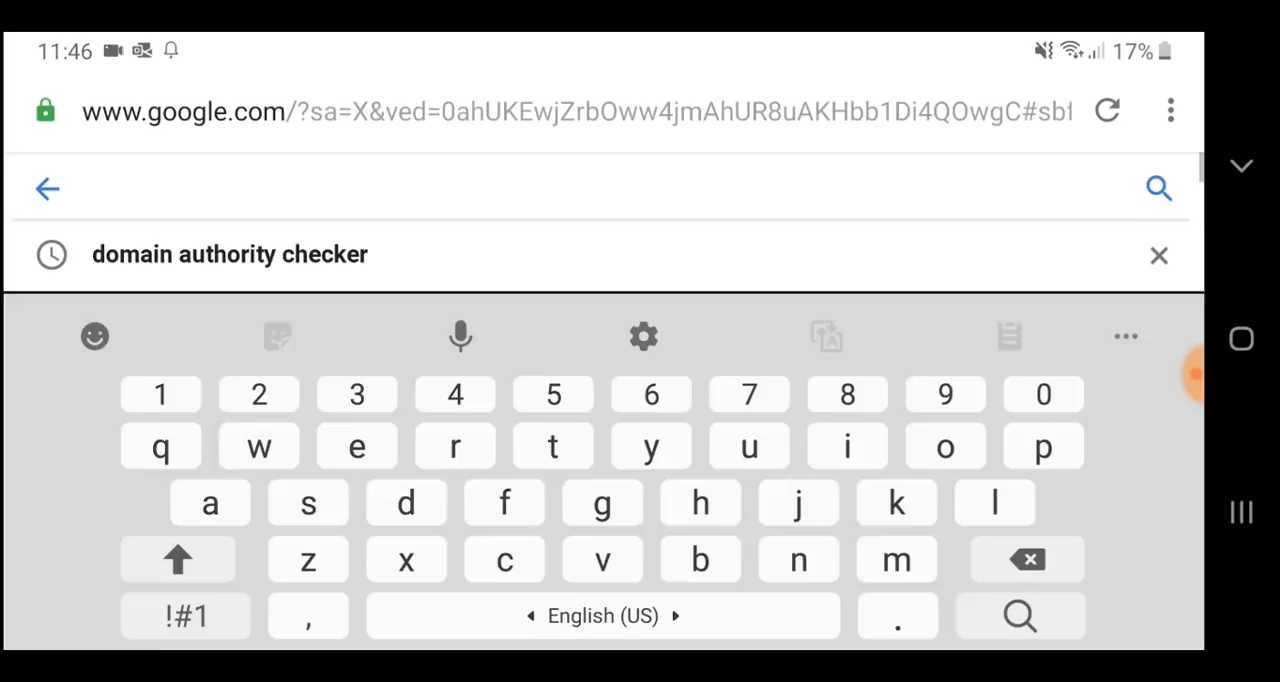 11:46 17%
www.google.com/?sa=X&ved=0ahUKEwjZrbOww4jmAhUR8uAKHbb1Di4QOwgC#sbf
domain authority checker
1 2 3 4 5 6 7 8 9 0
q w e r t y u i o p
a s d f g h j k l
z x c v b n m
!#1 , English (US) .